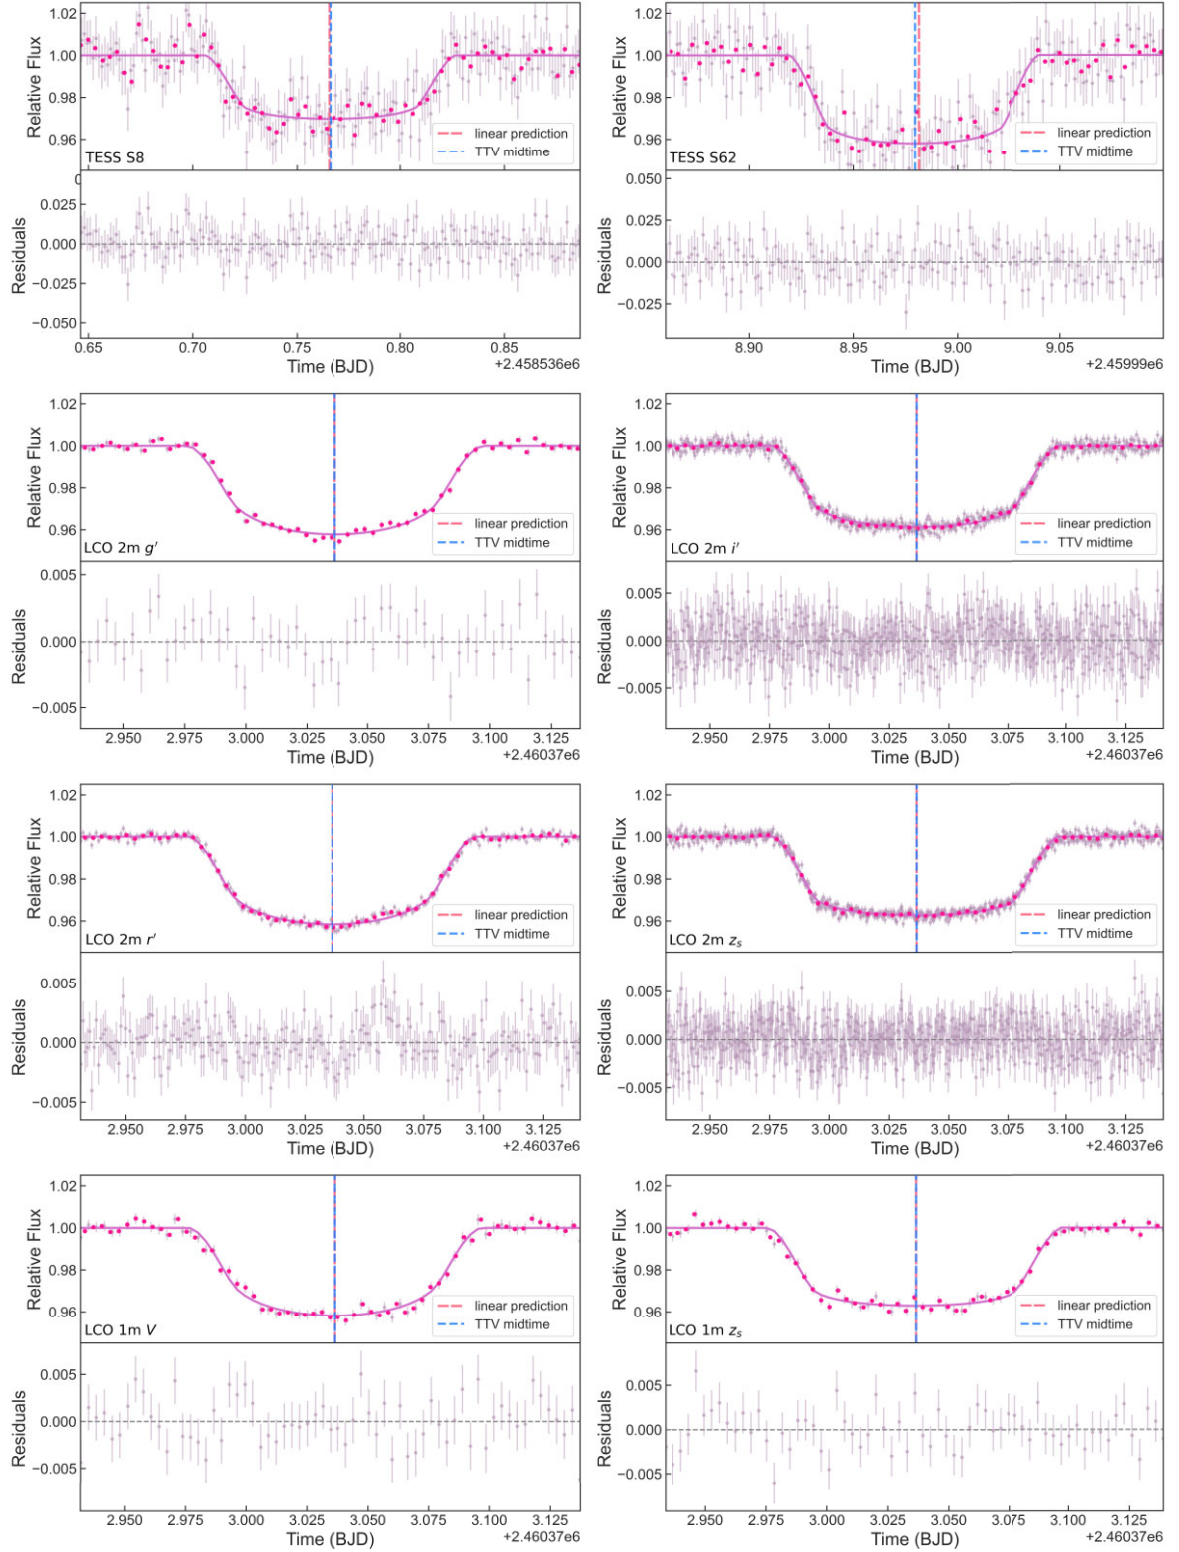 1.00
0.98
0.96
Relative Flux
TESS S8
linear prediction
TTV midtime
0.025
0.000
−0.025
−0.050
Residuals
0.65 0.70 0.75 0.80 0.85
Time (BJD)
+2.458536e6
1.00
0.98
0.96
Relative Flux
TESS S62
linear prediction
TTV midtime
0.050
0.025
0.000
−0.025
Residuals
8.90 8.95 9.00 9.05
Time (BJD)
+2.45999e6
1.02
1.00
0.98
0.96
Relative Flux
LCO 2m g′
linear prediction
TTV midtime
0.005
0.000
−0.005
Residuals
2.950 2.975 3.000 3.025 3.050 3.075 3.100 3.125
Time (BJD)
+2.46037e6
1.02
1.00
0.98
0.96
Relative Flux
LCO 2m i′
linear prediction
TTV midtime
0.005
0.000
−0.005
Residuals
2.950 2.975 3.000 3.025 3.050 3.075 3.100 3.125
Time (BJD)
+2.46037e6
1.02
1.00
0.98
0.96
Relative Flux
LCO 2m r′
linear prediction
TTV midtime
0.005
0.000
−0.005
Residuals
2.950 2.975 3.000 3.025 3.050 3.075 3.100 3.125
Time (BJD)
+2.46037e6
1.02
1.00
0.98
0.96
Relative Flux
LCO 2m zs
linear prediction
TTV midtime
0.005
0.000
−0.005
Residuals
2.950 2.975 3.000 3.025 3.050 3.075 3.100 3.125
Time (BJD)
+2.46037e6
1.02
1.00
0.98
0.96
Relative Flux
LCO 1m V
linear prediction
TTV midtime
0.005
0.000
−0.005
Residuals
2.950 2.975 3.000 3.025 3.050 3.075 3.100 3.125
Time (BJD)
+2.46037e6
1.02
1.00
0.98
0.96
Relative Flux
LCO 1m zs
linear prediction
TTV midtime
0.005
0.000
−0.005
Residuals
2.950 2.975 3.000 3.025 3.050 3.075 3.100 3.125
Time (BJD)
+2.46037e6